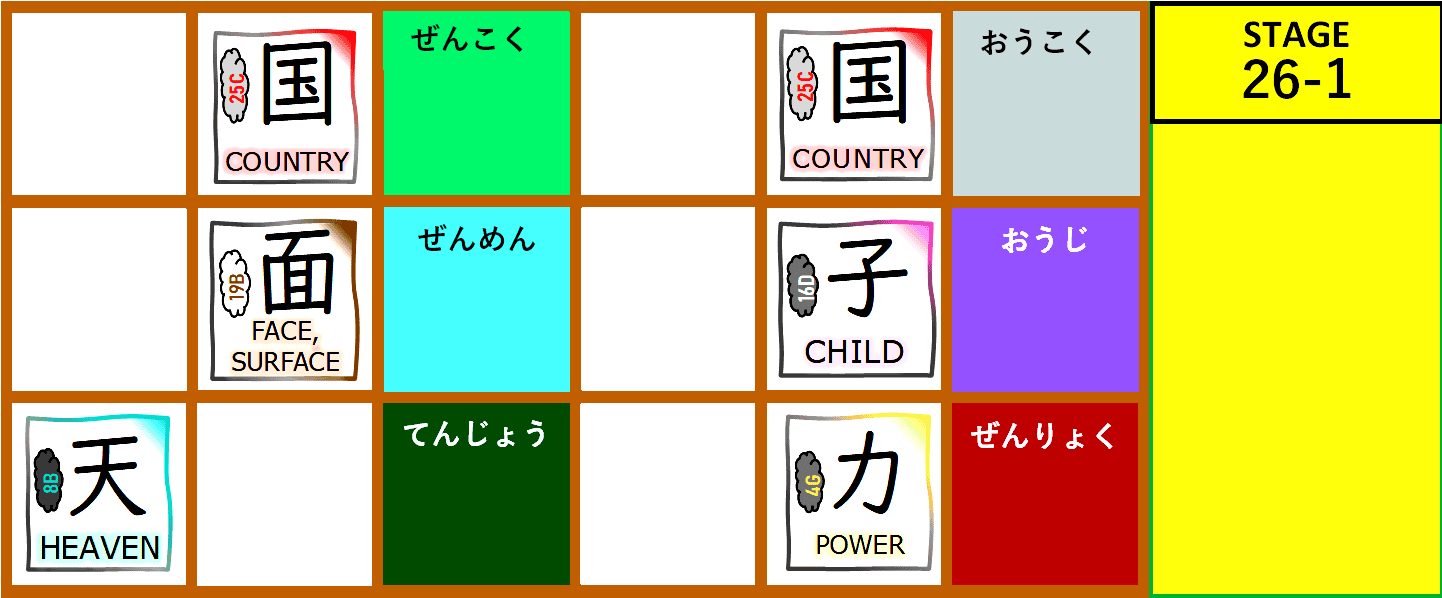 25C
国
COUNTRY
ぜんこく
25C
国
COUNTRY
おうこく
STAGE
26-1
19B
面
FACE,
SURFACE
ぜんめん
16D
子
CHILD
おうじ
8B
天
HEAVEN
てんじょう
4G
力
POWER
ぜんりょく